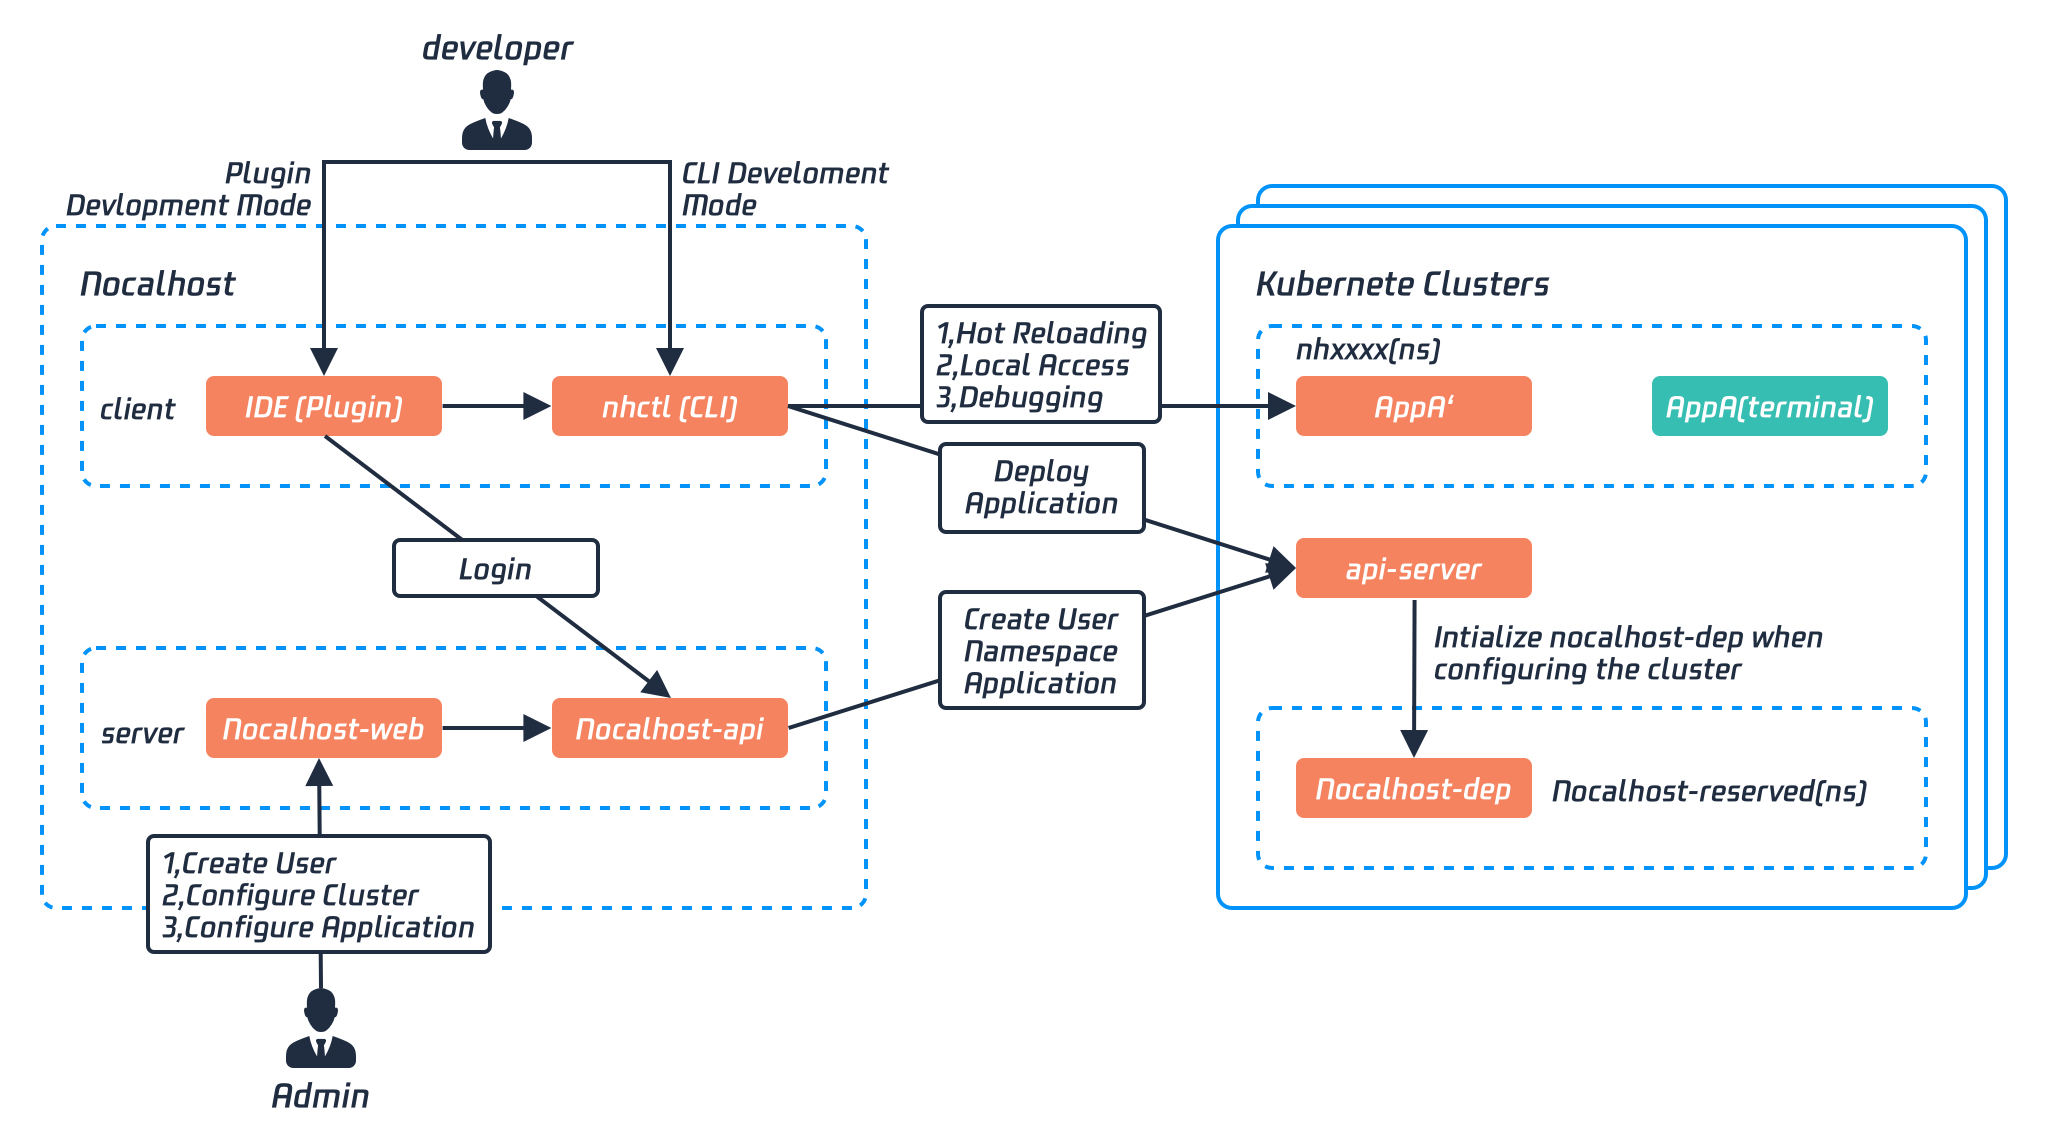 developer
Plugin
Devlopment Mode
CLI Develoment
Mode
Nocalhost
client
IDE (Plugin)
nhctl (CLI)
Login
server
Nocalhost-web
Nocalhost-api
1,Create User
2,Configure Cluster
3,Configure Application
Admin
1,Hot Reloading
2,Local Access
3,Debugging
Deploy
Application
Create User
Namespace
Application
Kubernete Clusters
nhxxxx(ns)
AppA‘
AppA(terminal)
api-server
Intialize nocalhost-dep when
configuring the cluster
Nocalhost-dep
Nocalhost-reserved(ns)